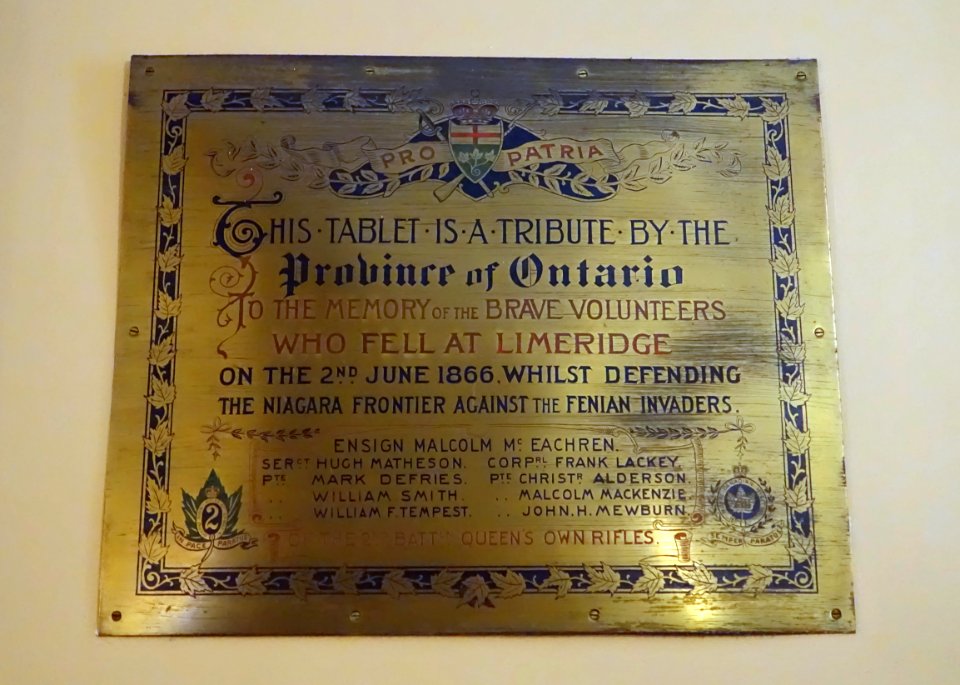 PRO PATRIA
THIS·TABLET·IS·A·TRIBUTE·BY·THE
Province of Ontario
TO THE MEMORY OF THE BRAVE VOLUNTEERS
WHO FELL AT LIMERIDGE
ON THE 2ND JUNE 1866, WHILST DEFENDING
THE NIAGARA FRONTIER AGAINST THE FENIAN INVADERS.
ENSIGN MALCOLM Mc EACHREN.
SERGT HUGH MATHESON. CORPRL FRANK LACKEY.
PTE MARK DEFRIES. PTE CHRISTR ALDERSON.
.. WILLIAM SMITH. .. MALCOLM MACKENZIE
.. WILLIAM F. TEMPEST. .. JOHN. H. MEWBURN
OF THE 2ND BATTN QUEEN'S OWN RIFLES.
2
IN PACE PARATUS
SEMPER PARATUS